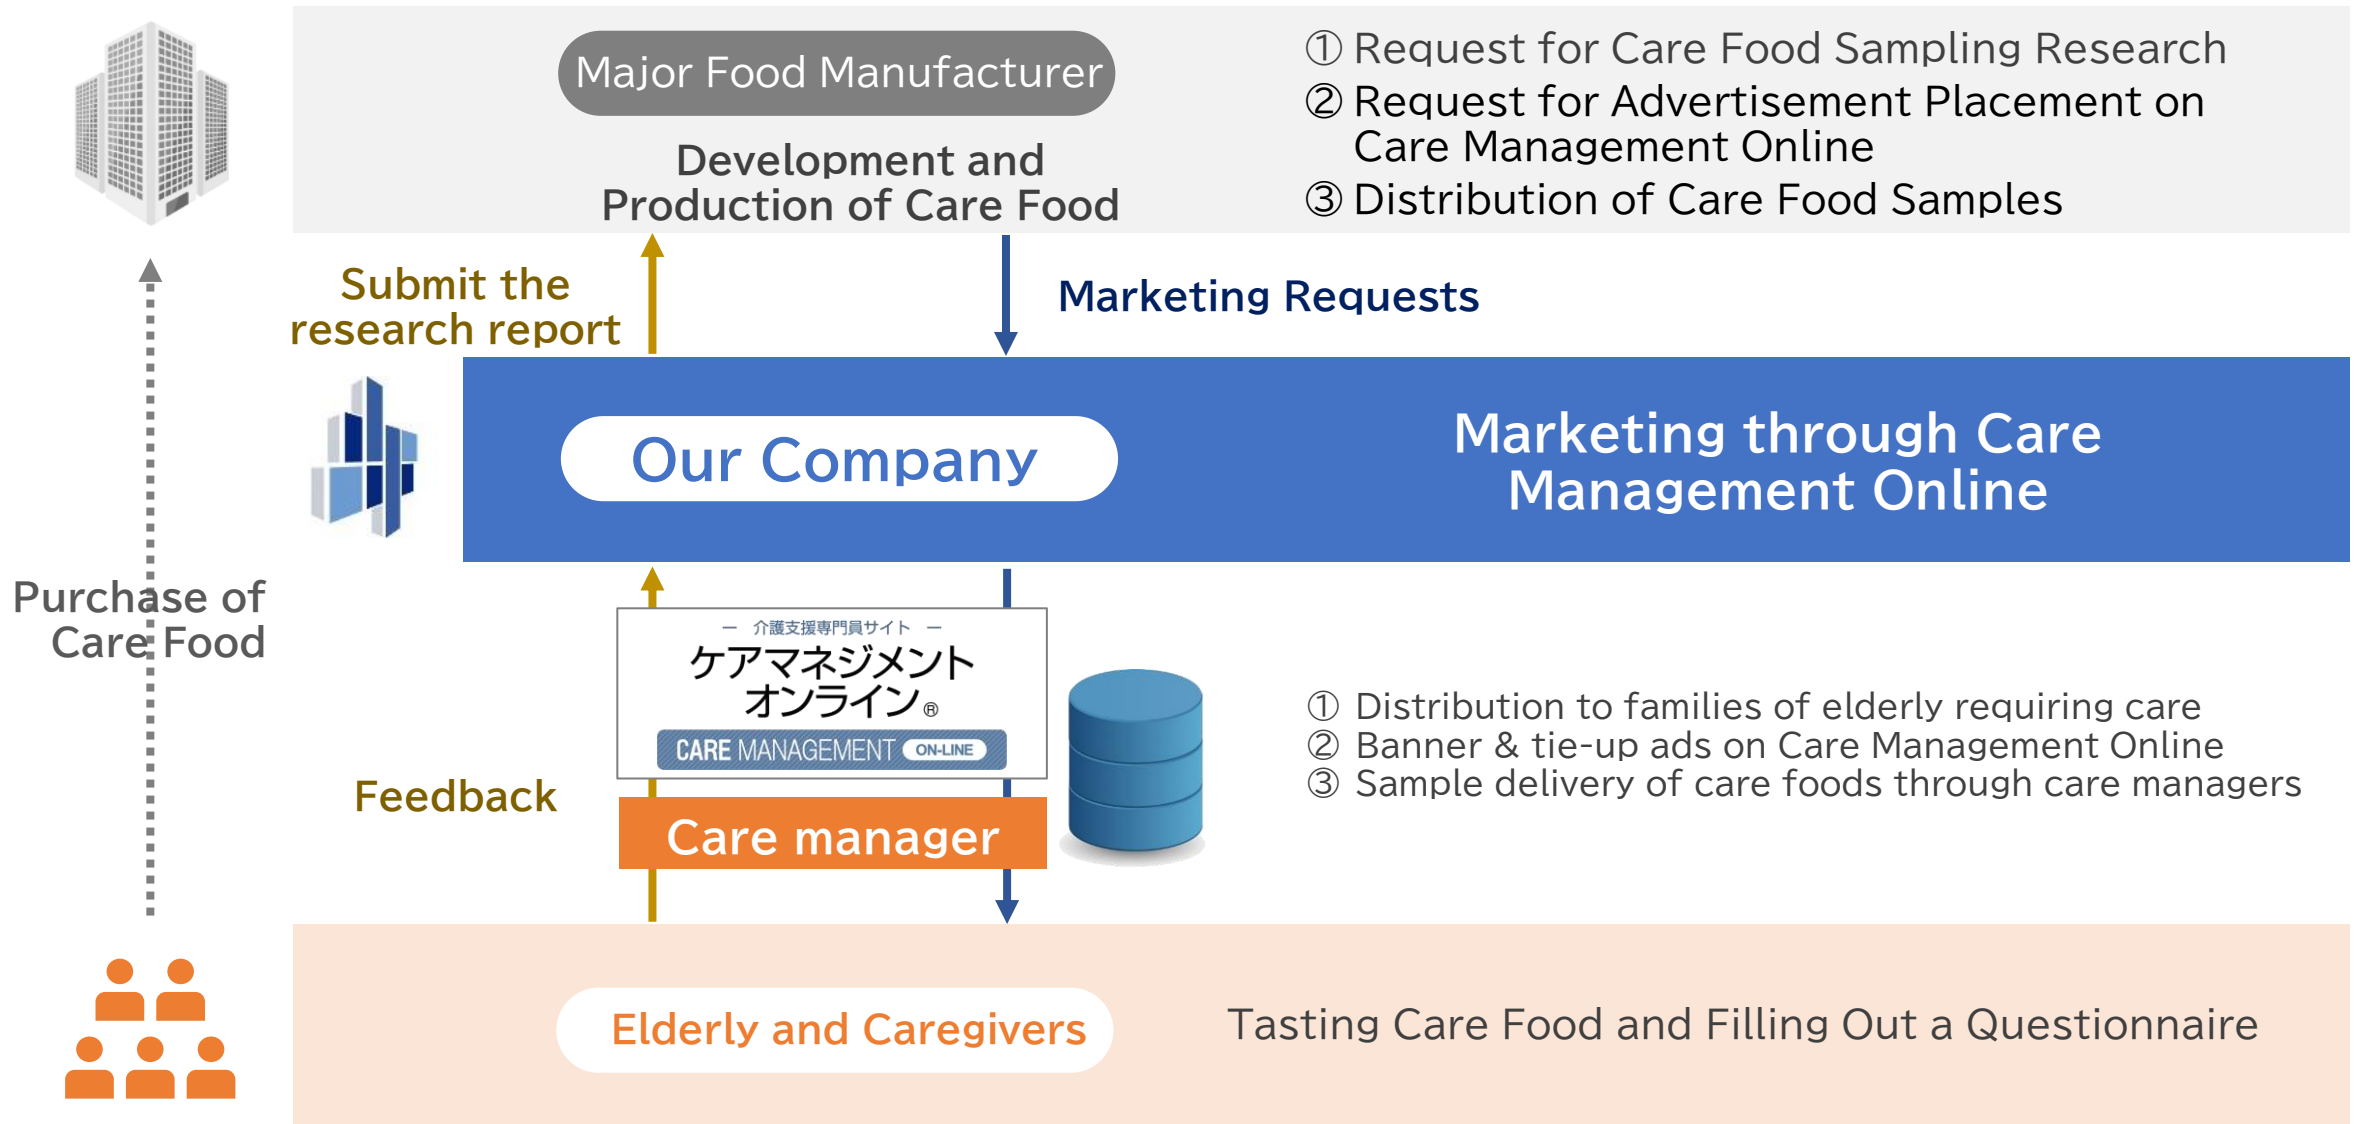 Major Food Manufacturer
Development and
Production of Care Food
① Request for Care Food Sampling Research
② Request for Advertisement Placement on
Care Management Online
③ Distribution of Care Food Samples
Submit the
research report
Marketing Requests
Our Company
Marketing through Care
Management Online
Purchase of
Care Food
― 介護支援専門員サイト ―
ケアマネジメント
オンライン®
CARE MANAGEMENT ON-LINE
Feedback
Care manager
① Distribution to families of elderly requiring care
② Banner & tie-up ads on Care Management Online
③ Sample delivery of care foods through care managers
Elderly and Caregivers
Tasting Care Food and Filling Out a Questionnaire